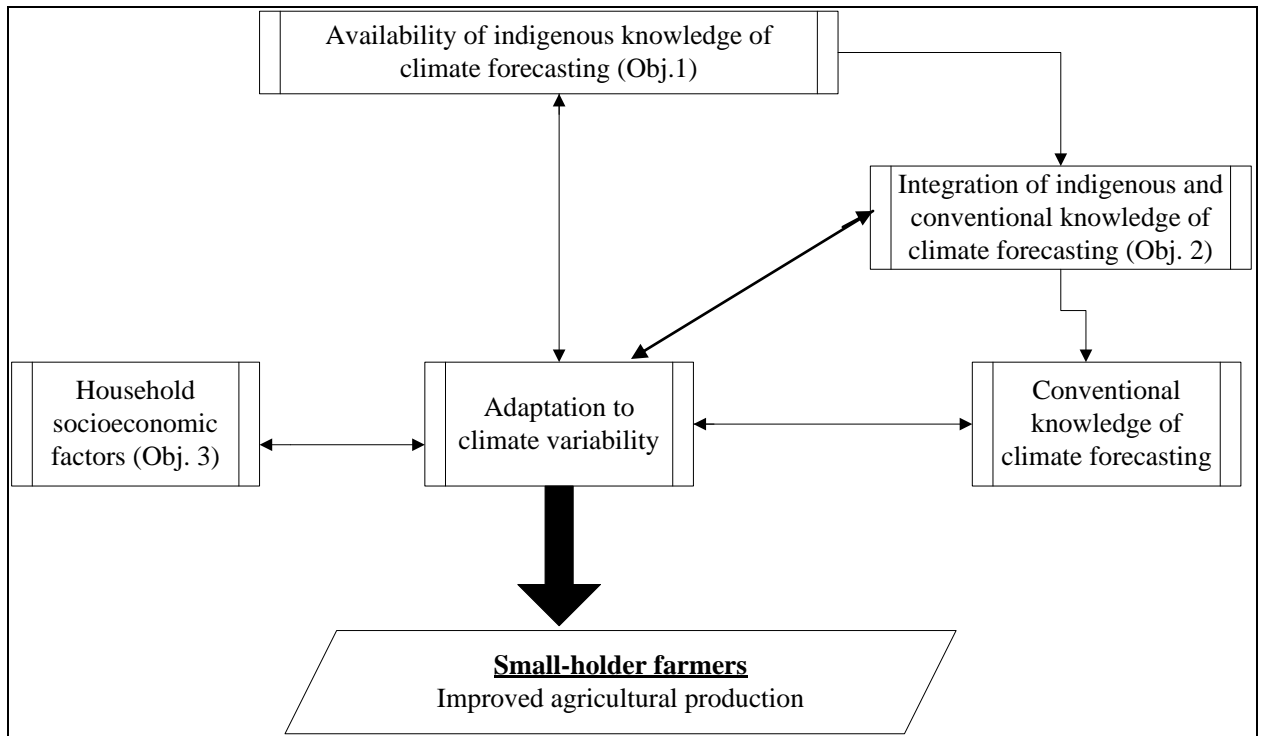 Availability of indigenous knowledge of
climate forecasting (Obj.1)
Integration of indigenous and
conventional knowledge of
climate forecasting (Obj. 2)
Household
socioeconomic
factors (Obj. 3)
Adaptation to
climate variability
Conventional
knowledge of
climate forecasting
Small-holder farmers
Improved agricultural production